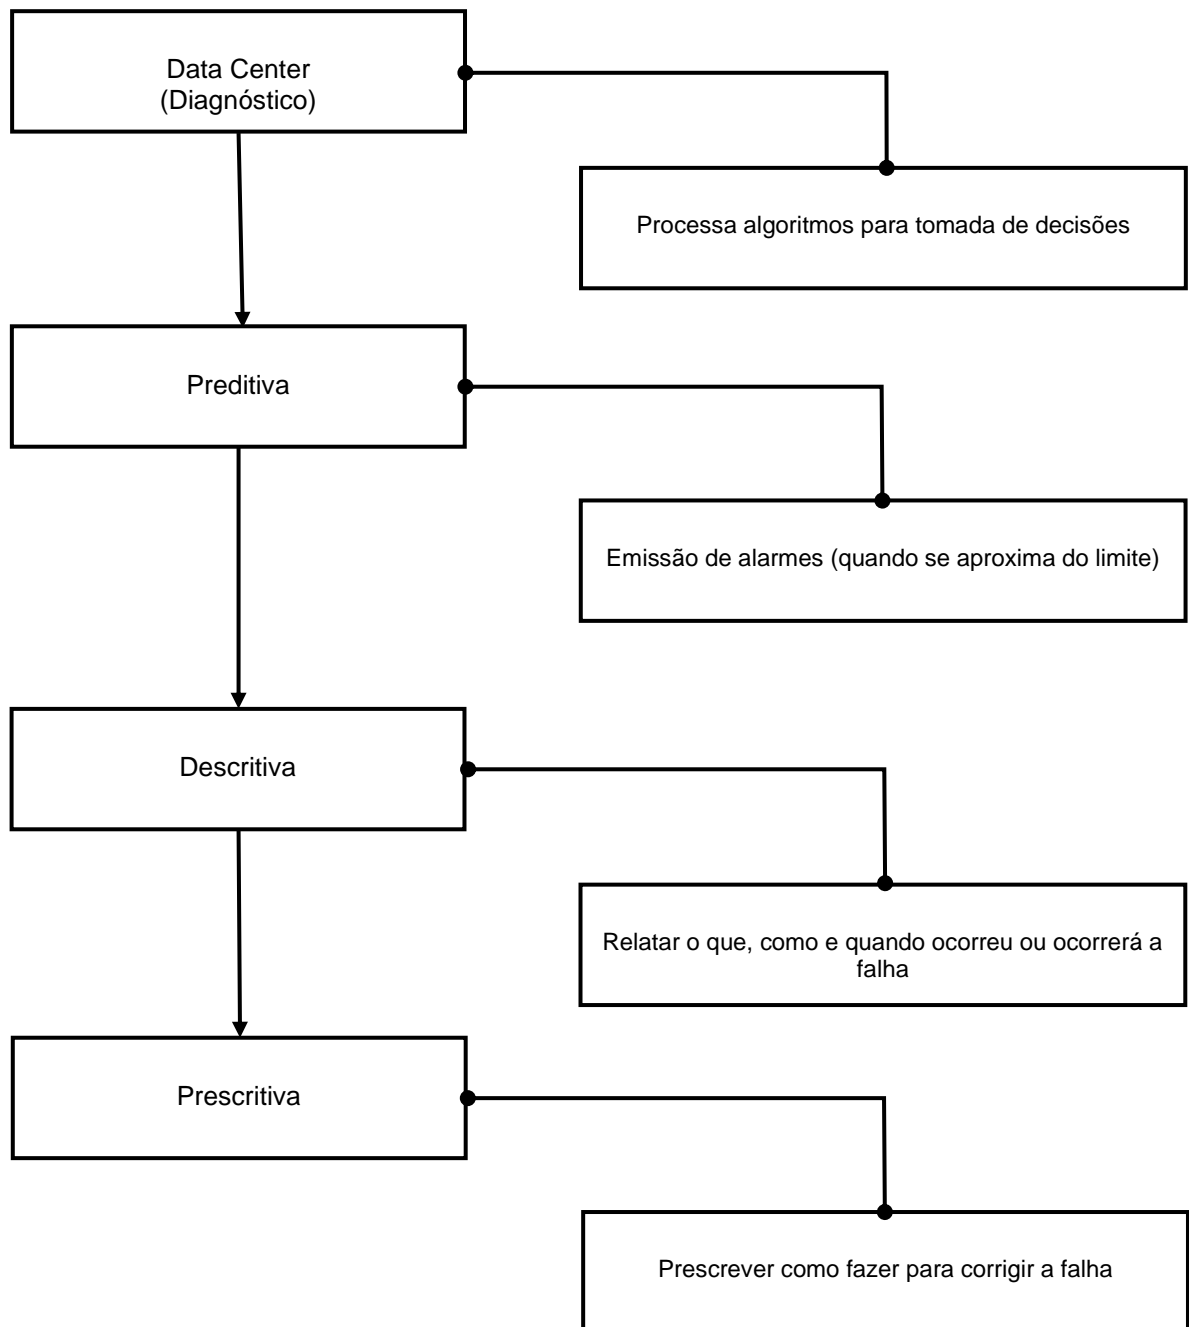 Data Center
(Diagnóstico)
Processa algoritmos para tomada de decisões
Preditiva
Emissão de alarmes (quando se aproxima do limite)
Descritiva
Relatar o que, como e quando ocorreu ou ocorrerá a
falha
Prescritiva
Prescrever como fazer para corrigir a falha